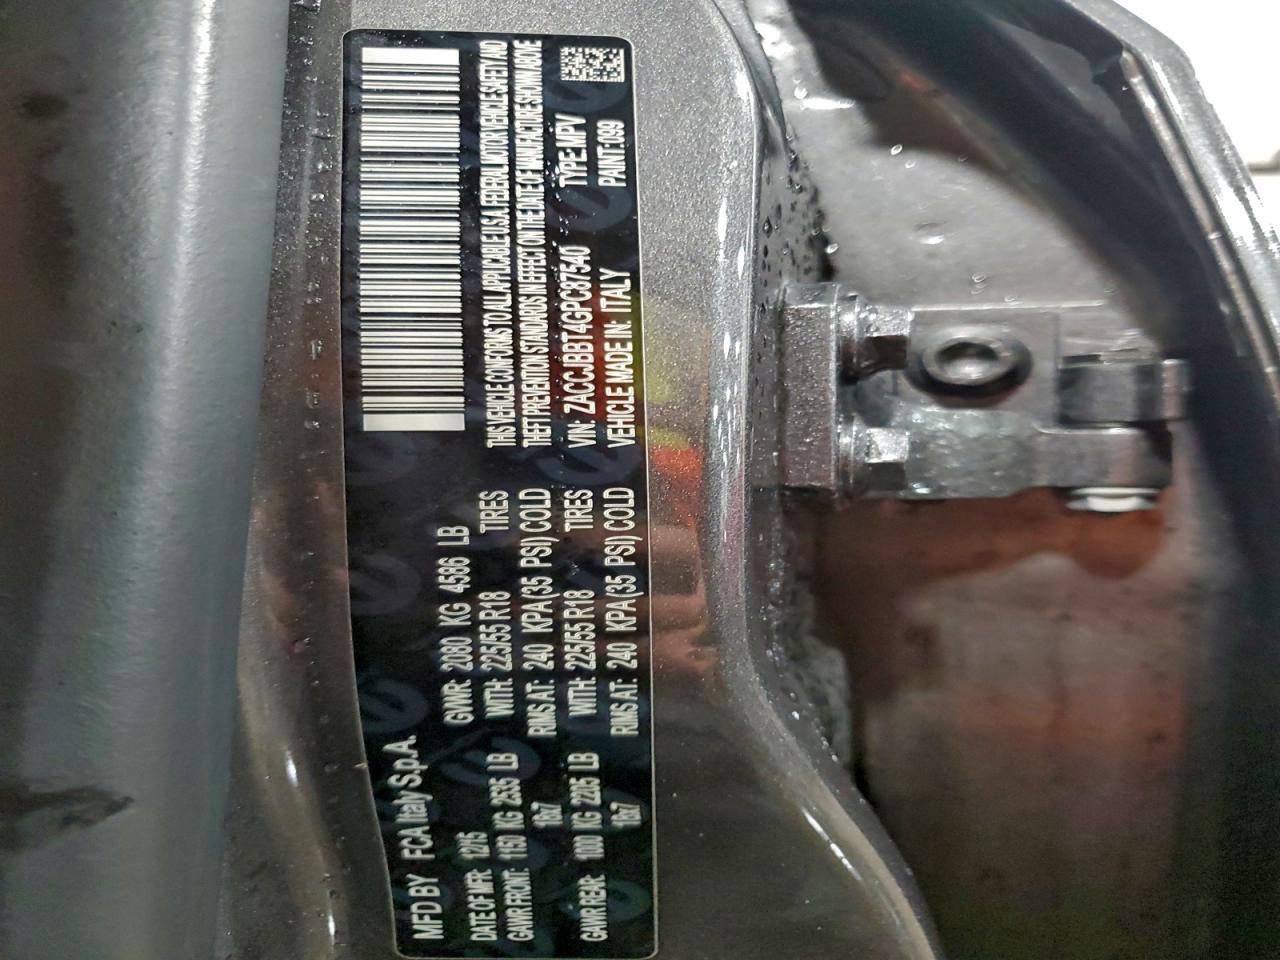 MFD BY FCA Italy S.p.A.
DATE OF MFR: 12/15 GVWR: 2080 KG 4586 LB
GAWR FRONT: 1150 KG 2535 LB WITH: 225/55 R18 TIRES
18x7 RIMS AT: 240 KPA(35 PSI) COLD
GAWR REAR: 1000 KG 2205 LB WITH: 225/55 R18 TIRES
18x7 RIMS AT: 240 KPA(35 PSI) COLD
THIS VEHICLE CONFORMS TO ALL APPLICABLE U.S.A. FEDERAL MOTOR VEHICLE SAFETY AND
THEFT PREVENTION STANDARDS IN EFFECT ON THE DATE OF MANUFACTURE SHOWN ABOVE
VIN: ZACCJBBT4GPC87540 TYPE: MPV
VEHICLE MADE IN: ITALY PAINT: 099